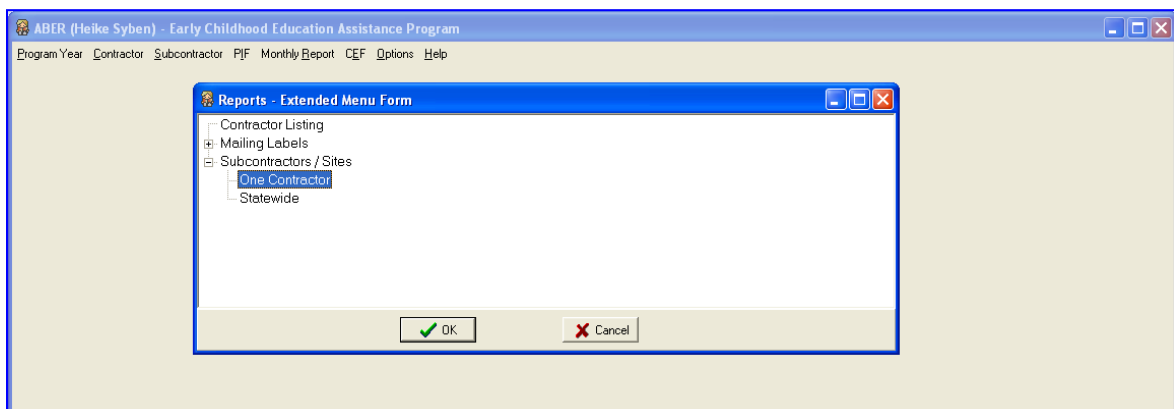 ABER (Heike Syben) - Early Childhood Education Assistance Program
Program Year Contractor Subcontractor PIF Monthly Report CEF Options Help
Reports - Extended Menu Form
Contractor Listing
Mailing Labels
Subcontractors / Sites
One Contractor
Statewide
OK Cancel